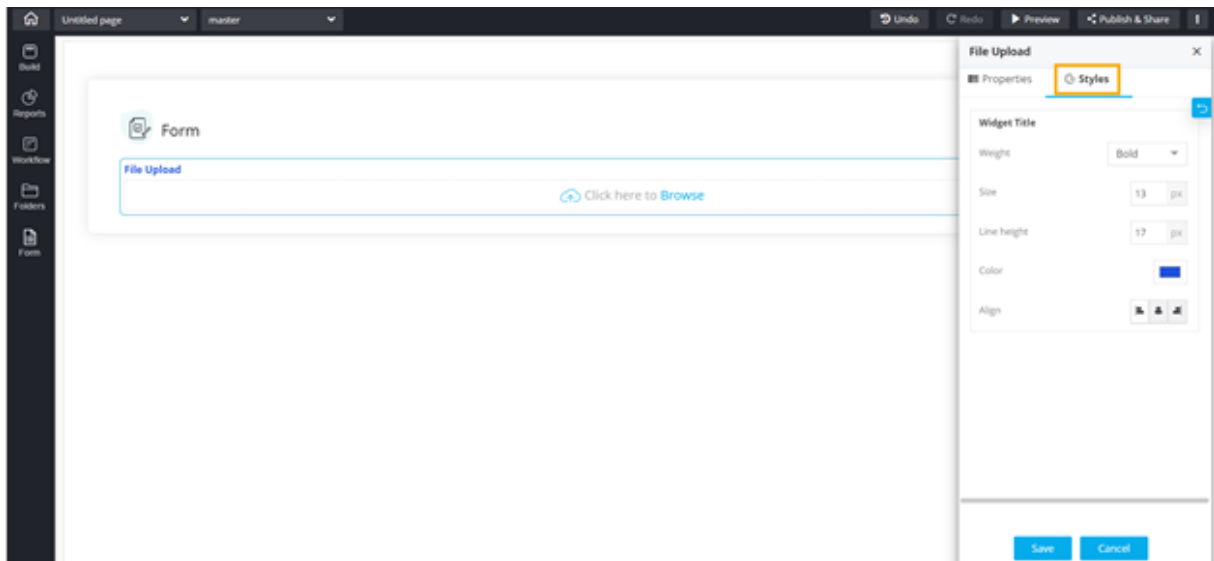 Untitled page master Undo Redo Preview Publish & Share
Build
Reports
Workflow
Folders
Form
Form
File Upload
Click here to Browse
File Upload
Properties Styles
Widget Title
Weight Bold
Size 13 px
Line height 17 px
Color
Align
Save Cancel